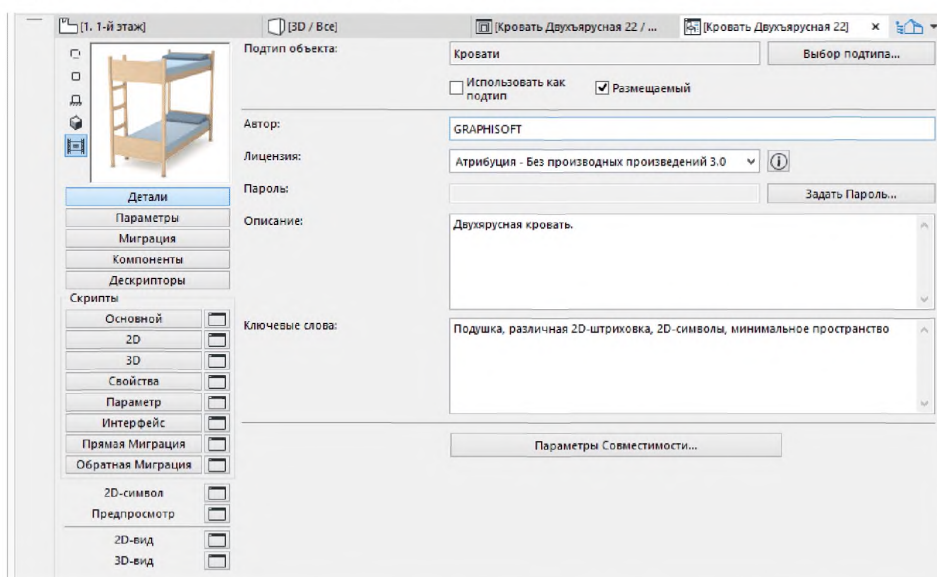 [1. 1-й этаж]
[3D / Все]
[Кровать Двухъярусная 22 / ...
[Кровать Двухъярусная 22]
Подтип объекта:
Кровати
Выбор подтипа...
Использовать как
подтип
Размещаемый
Автор:
GRAPHISOFT
Лицензия:
Атрибуция - Без производных произведений 3.0
Пароль:
Задать Пароль...
Описание:
Двухярусная кровать.
Ключевые слова:
Подушка, различная 2D-штриховка, 2D-символы, минимальное пространство
Параметры Совместимости...
Детали
Параметры
Миграция
Компоненты
Дескрипторы
Скрипты
Основной
2D
3D
Свойства
Параметр
Интерфейс
Прямая Миграция
Обратная Миграция
2D-символ
Предпросмотр
2D-вид
3D-вид